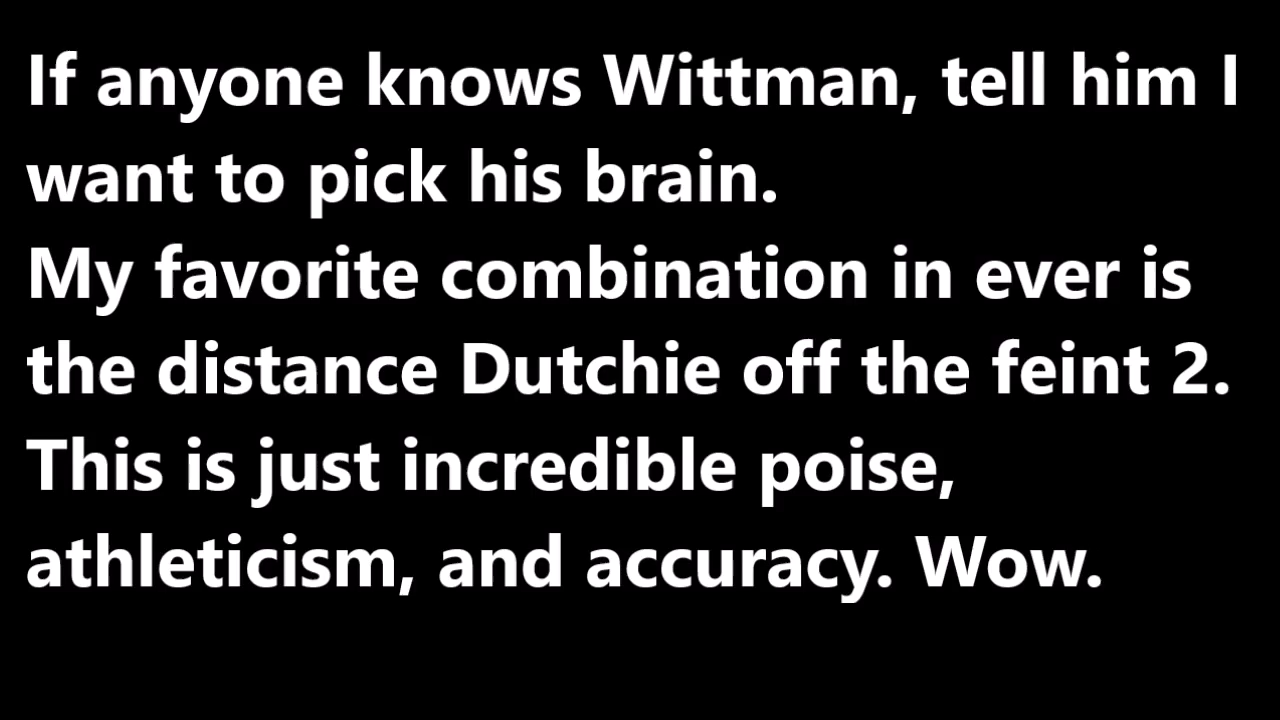 If anyone knows Wittman, tell him I
want to pick his brain.
My favorite combination in ever is
the distance Dutchie off the feint 2.
This is just incredible poise,
athleticism, and accuracy. Wow.